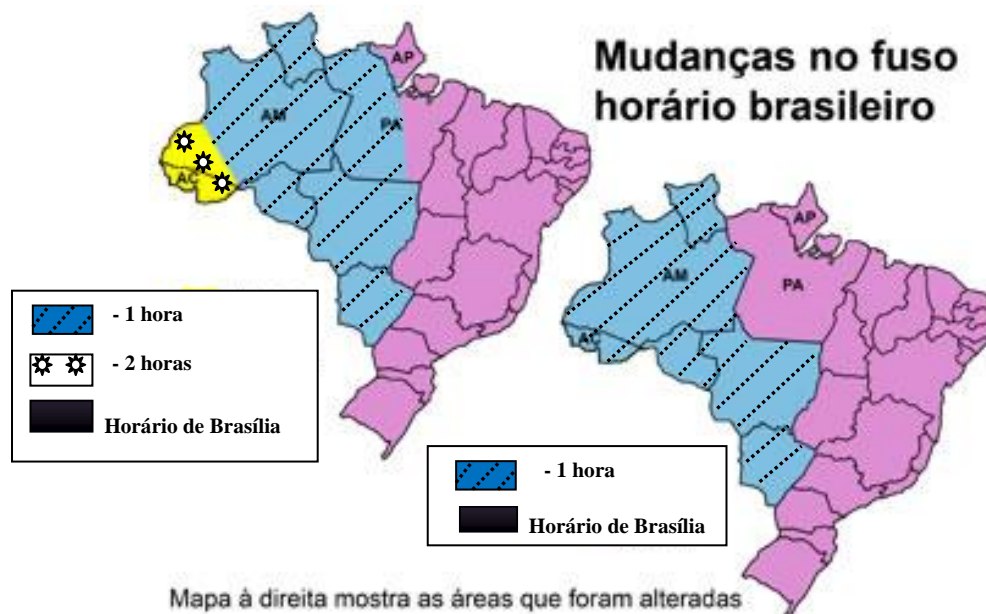 Mudanças no fuso
horário brasileiro
AP
AM
PA
AC
- 1 hora
- 2 horas
Horário de Brasília
AP
AM
PA
AC
- 1 hora
Horário de Brasília
Mapa à direita mostra as áreas que foram alteradas